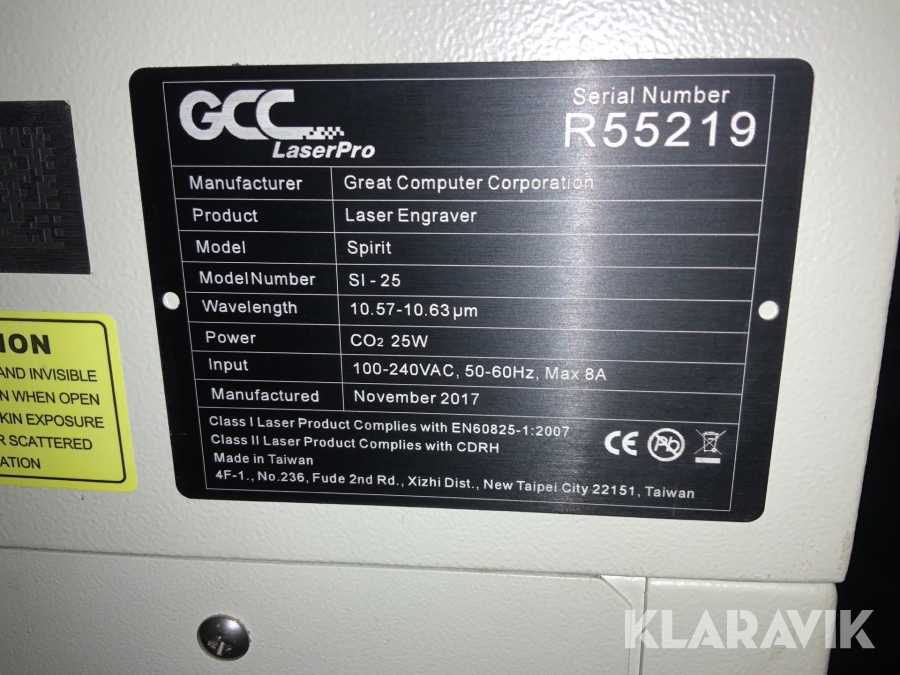 GCC
LaserPro
Serial Number
R55219
Manufacturer Great Computer Corporation
Product Laser Engraver
Model Spirit
ModelNumber SI - 25
Wavelength 10.57-10.63µm
Power CO₂ 25W
Input 100-240VAC, 50-60Hz, Max 8A
Manufactured November 2017
Class I Laser Product Complies with EN60825-1:2007
Class II Laser Product Complies with CDRH
Made in Taiwan
4F-1., No.236, Fude 2nd Rd., Xizhi Dist., New Taipei City 22151, Taiwan
CE Pb
ION
AND INVISIBLE
N WHEN OPEN
KIN EXPOSURE
R SCATTERED
ATION
KLARAVIK